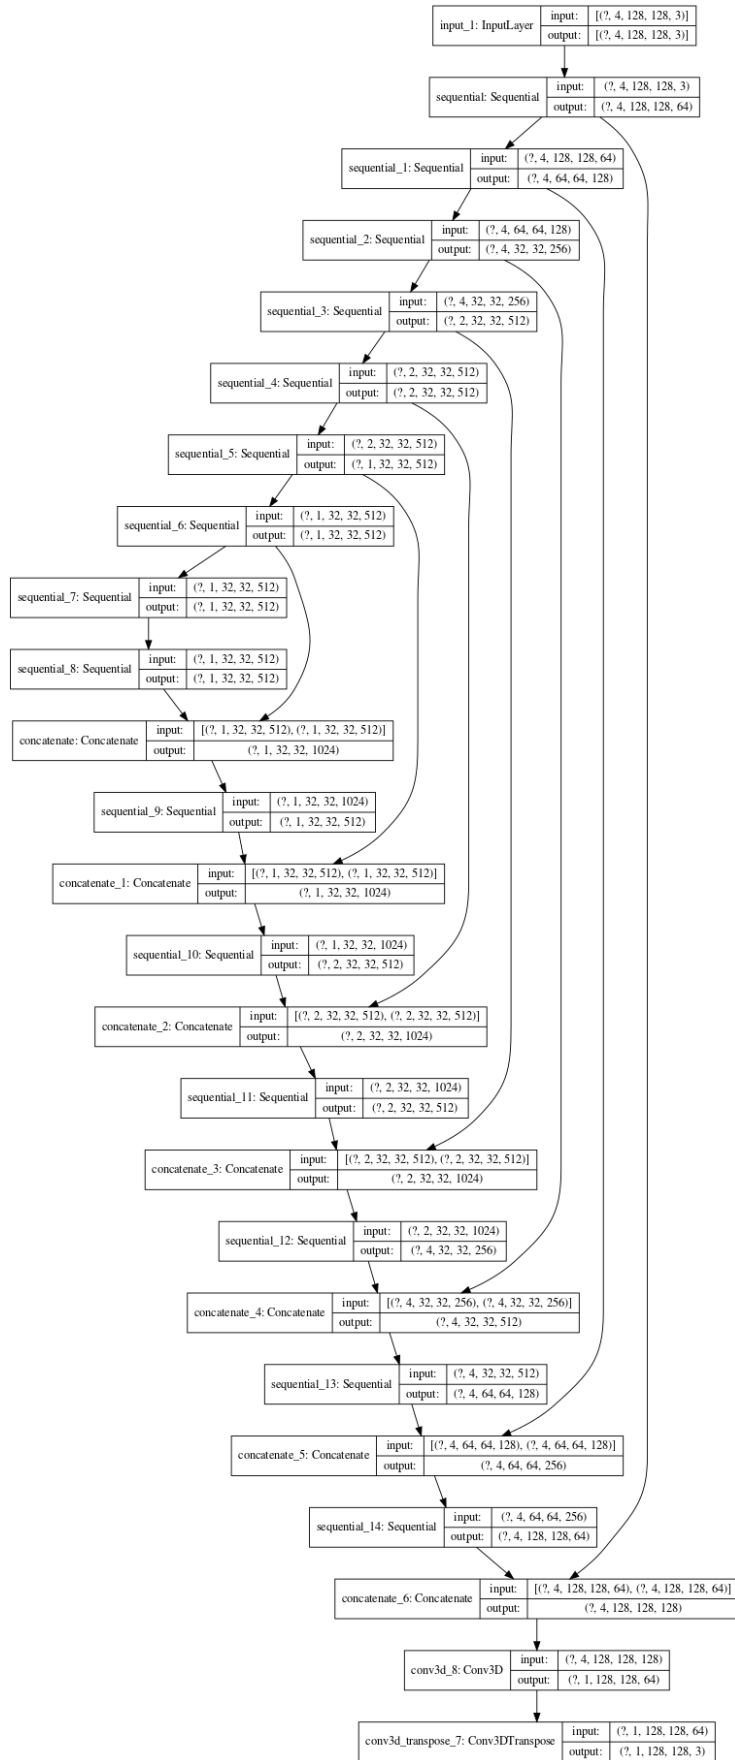 input_1: InputLayer input: [(?, 4, 128, 128, 3)]
output: [(?, 4, 128, 128, 3)]
sequential: Sequential input: (?, 4, 128, 128, 3)
output: (?, 4, 128, 128, 64)
sequential_1: Sequential input: (?, 4, 128, 128, 64)
output: (?, 4, 64, 64, 128)
sequential_2: Sequential input: (?, 4, 64, 64, 128)
output: (?, 4, 32, 32, 256)
sequential_3: Sequential input: (?, 4, 32, 32, 256)
output: (?, 2, 32, 32, 512)
sequential_4: Sequential input: (?, 2, 32, 32, 512)
output: (?, 2, 32, 32, 512)
sequential_5: Sequential input: (?, 2, 32, 32, 512)
output: (?, 1, 32, 32, 512)
sequential_6: Sequential input: (?, 1, 32, 32, 512)
output: (?, 1, 32, 32, 512)
sequential_7: Sequential input: (?, 1, 32, 32, 512)
output: (?, 1, 32, 32, 512)
sequential_8: Sequential input: (?, 1, 32, 32, 512)
output: (?, 1, 32, 32, 512)
concatenate: Concatenate input: [(?, 1, 32, 32, 512), (?, 1, 32, 32, 512)]
output: (?, 1, 32, 32, 1024)
sequential_9: Sequential input: (?, 1, 32, 32, 1024)
output: (?, 1, 32, 32, 512)
concatenate_1: Concatenate input: [(?, 1, 32, 32, 512), (?, 1, 32, 32, 512)]
output: (?, 1, 32, 32, 1024)
sequential_10: Sequential input: (?, 1, 32, 32, 1024)
output: (?, 2, 32, 32, 512)
concatenate_2: Concatenate input: [(?, 2, 32, 32, 512), (?, 2, 32, 32, 512)]
output: (?, 2, 32, 32, 1024)
sequential_11: Sequential input: (?, 2, 32, 32, 1024)
output: (?, 2, 32, 32, 512)
concatenate_3: Concatenate input: [(?, 2, 32, 32, 512), (?, 2, 32, 32, 512)]
output: (?, 2, 32, 32, 1024)
sequential_12: Sequential input: (?, 2, 32, 32, 1024)
output: (?, 4, 32, 32, 256)
concatenate_4: Concatenate input: [(?, 4, 32, 32, 256), (?, 4, 32, 32, 256)]
output: (?, 4, 32, 32, 512)
sequential_13: Sequential input: (?, 4, 32, 32, 512)
output: (?, 4, 64, 64, 128)
concatenate_5: Concatenate input: [(?, 4, 64, 64, 128), (?, 4, 64, 64, 128)]
output: (?, 4, 64, 64, 256)
sequential_14: Sequential input: (?, 4, 64, 64, 256)
output: (?, 4, 128, 128, 64)
concatenate_6: Concatenate input: [(?, 4, 128, 128, 64), (?, 4, 128, 128, 64)]
output: (?, 4, 128, 128, 128)
conv3d_8: Conv3D input: (?, 4, 128, 128, 128)
output: (?, 1, 128, 128, 64)
conv3d_transpose_7: Conv3DTranspose input: (?, 1, 128, 128, 64)
output: (?, 1, 128, 128, 3)